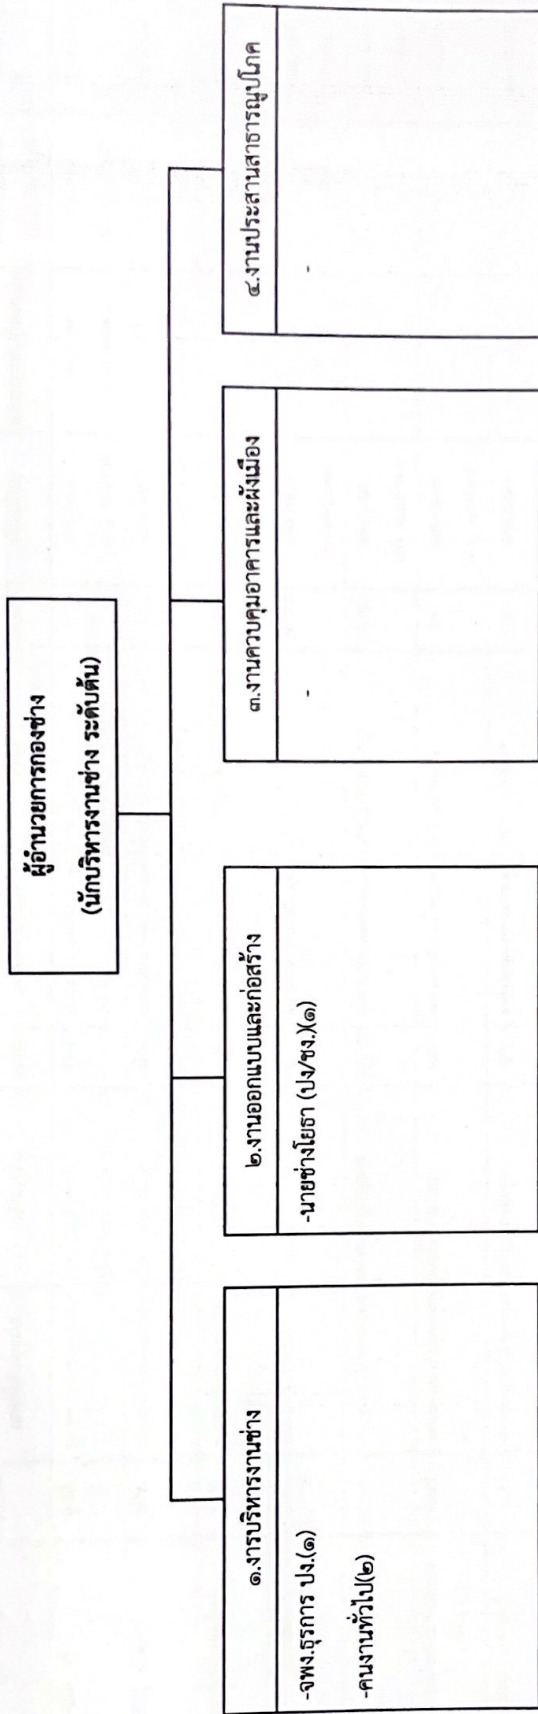 ผู้อำนวยการกองช่าง
(นักบริหารงานช่าง ระดับต้น)
๑.งารบริหารงานช่าง
-จพง.ธุรการ ปง.(๑)
-คนงานทั่วไป(๒)
๒.งานออกแบบและก่อสร้าง
-นายช่างโยธา (ปง/ชง.)(๑)
๓.งานควบคุมอาคารและผังเมือง
-
๔.งานประสานสาธารณูปโภค
-